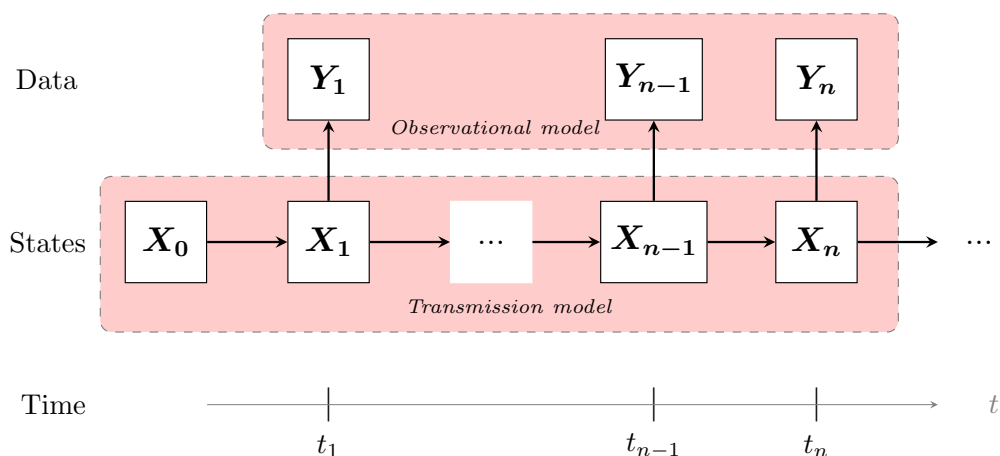 Data
Y₁
Yₙ₋₁
Yₙ
Observational model
States
X₀
X₁
...
Xₙ₋₁
Xₙ
...
Transmission model
Time
t
t₁
tₙ₋₁
tₙ